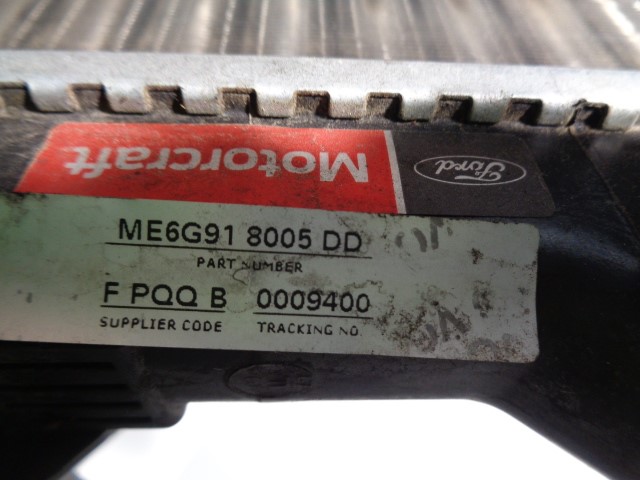 Motorcraft Ford
ME6G91 8005 DD
PART NUMBER
F PQQ B 0009400
SUPPLIER CODE TRACKING NO.